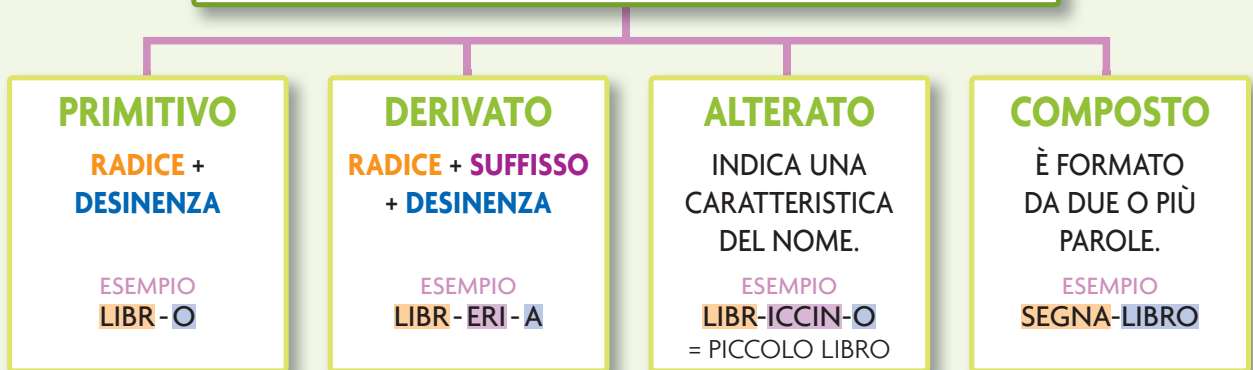 PRIMITIVO
RADICE +
DESINENZA
ESEMPIO
LIBR - O
DERIVATO
RADICE + SUFFISSO
+ DESINENZA
ESEMPIO
LIBR - ERI - A
ALTERATO
INDICA UNA
CARATTERISTICA
DEL NOME.
ESEMPIO
LIBR-ICCIN-O
= PICCOLO LIBRO
COMPOSTO
È FORMATO
DA DUE O PIÙ
PAROLE.
ESEMPIO
SEGNA-LIBRO